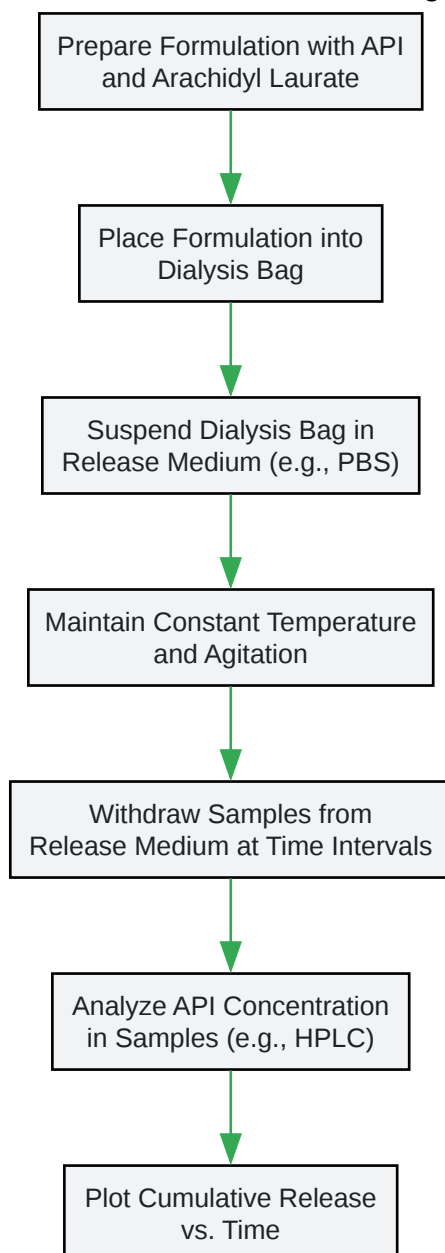 Prepare Formulation with API
and Arachidyl Laurate
Place Formulation into
Dialysis Bag
Suspend Dialysis Bag in
Release Medium (e.g., PBS)
Maintain Constant Temperature
and Agitation
Withdraw Samples from
Release Medium at Time Intervals
Analyze API Concentration
in Samples (e.g., HPLC)
Plot Cumulative Release
vs. Time